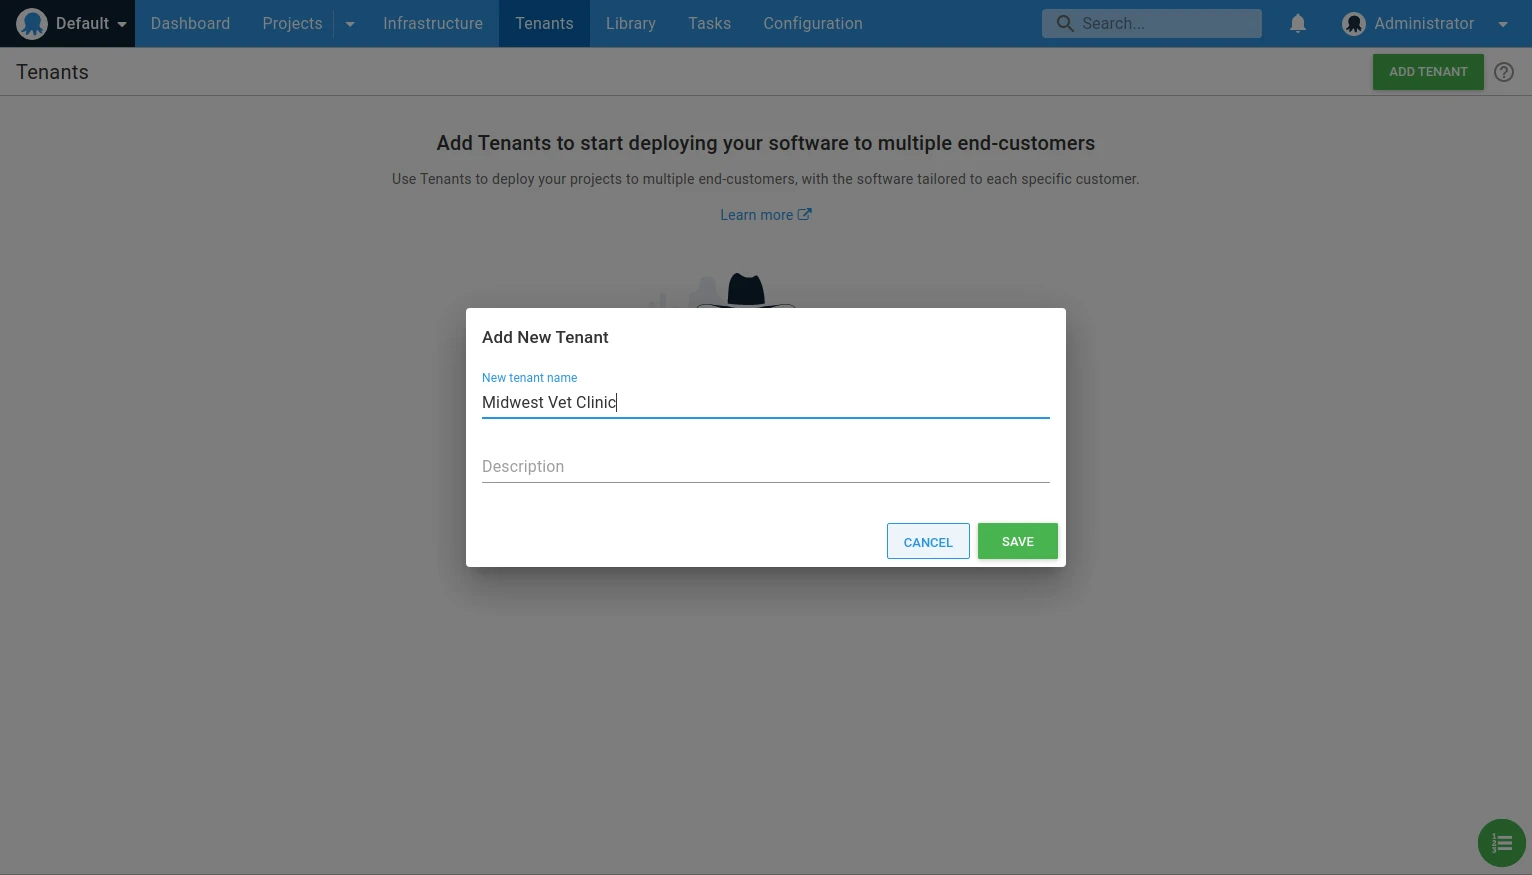 Default Dashboard Projects Infrastructure Tenants Library Tasks Configuration Search... Administrator
Tenants ADD TENANT
Add Tenants to start deploying your software to multiple end-customers
Use Tenants to deploy your projects to multiple end-customers, with the software tailored to each specific customer.
Learn more
Add New Tenant
New tenant name
Midwest Vet Clinic
Description
CANCEL SAVE